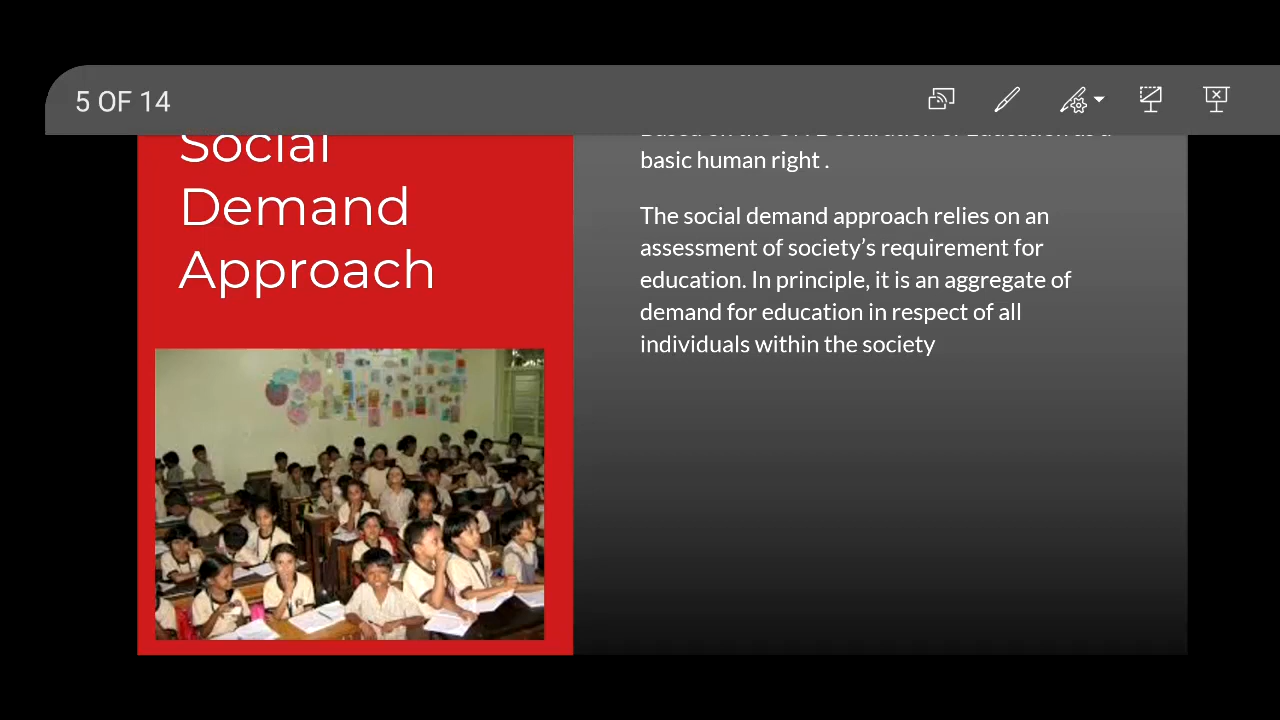 5 OF 14
Social
Demand
Approach
basic human right .
The social demand approach relies on an
assessment of society’s requirement for
education. In principle, it is an aggregate of
demand for education in respect of all
individuals within the society